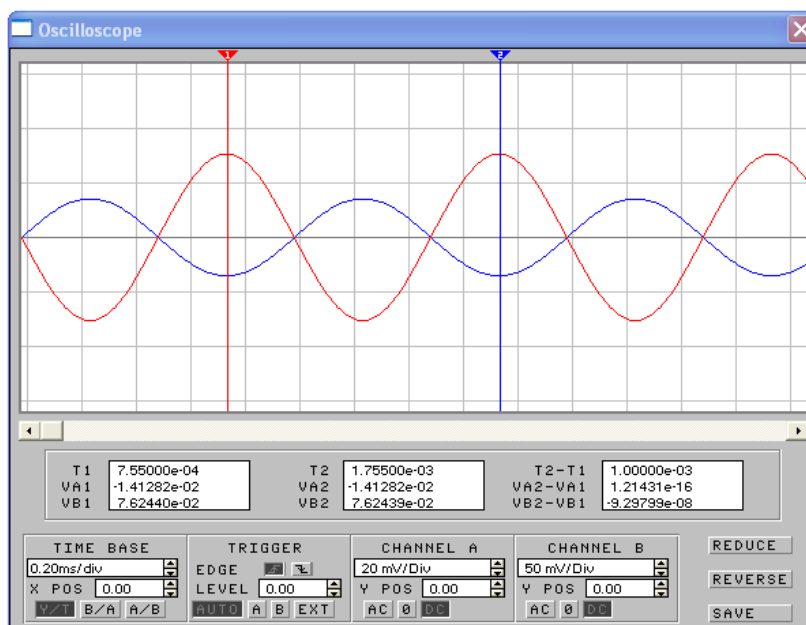 Oscilloscope
1 2
T1 7.55000e-04 T2 1.75500e-03 T2-T1 1.00000e-03
VA1 -1.41282e-02 VA2 -1.41282e-02 VA2-VA1 1.21431e-16
VB1 7.62440e-02 VB2 7.62439e-02 VB2-VB1 -9.29799e-08
TIME BASE TRIGGER CHANNEL A CHANNEL B REDUCE
0.20ms/div EDGE 20 mV/Div 50 mV/Div
X POS 0.00 LEVEL 0.00 Y POS 0.00 Y POS 0.00 REVERSE
Y/T B/A A/B AUTO A B EXT AC 0 DC AC 0 DC SAVE